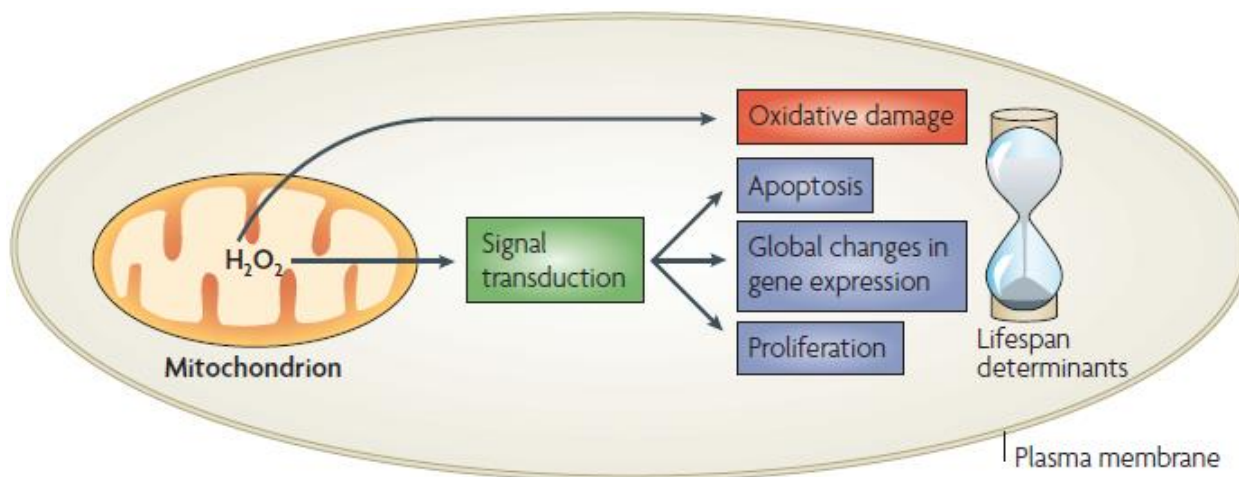 Oxidative damage
Apoptosis
Signal
transduction
Global changes in
gene expression
H₂O₂
Proliferation
Mitochondrion
Lifespan
determinants
Plasma membrane